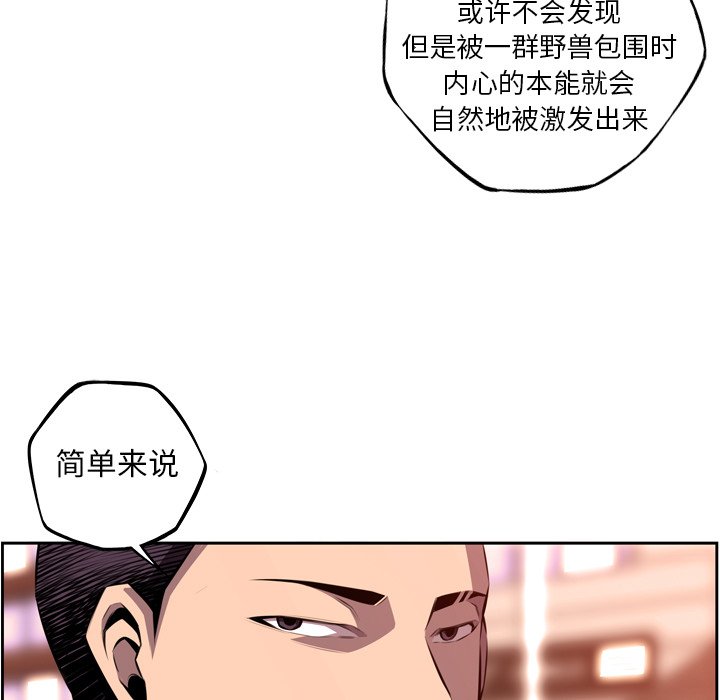 或许不会发现
但是被一群野兽包围时
内心的本能就会
自然地被激发出来
简单来说